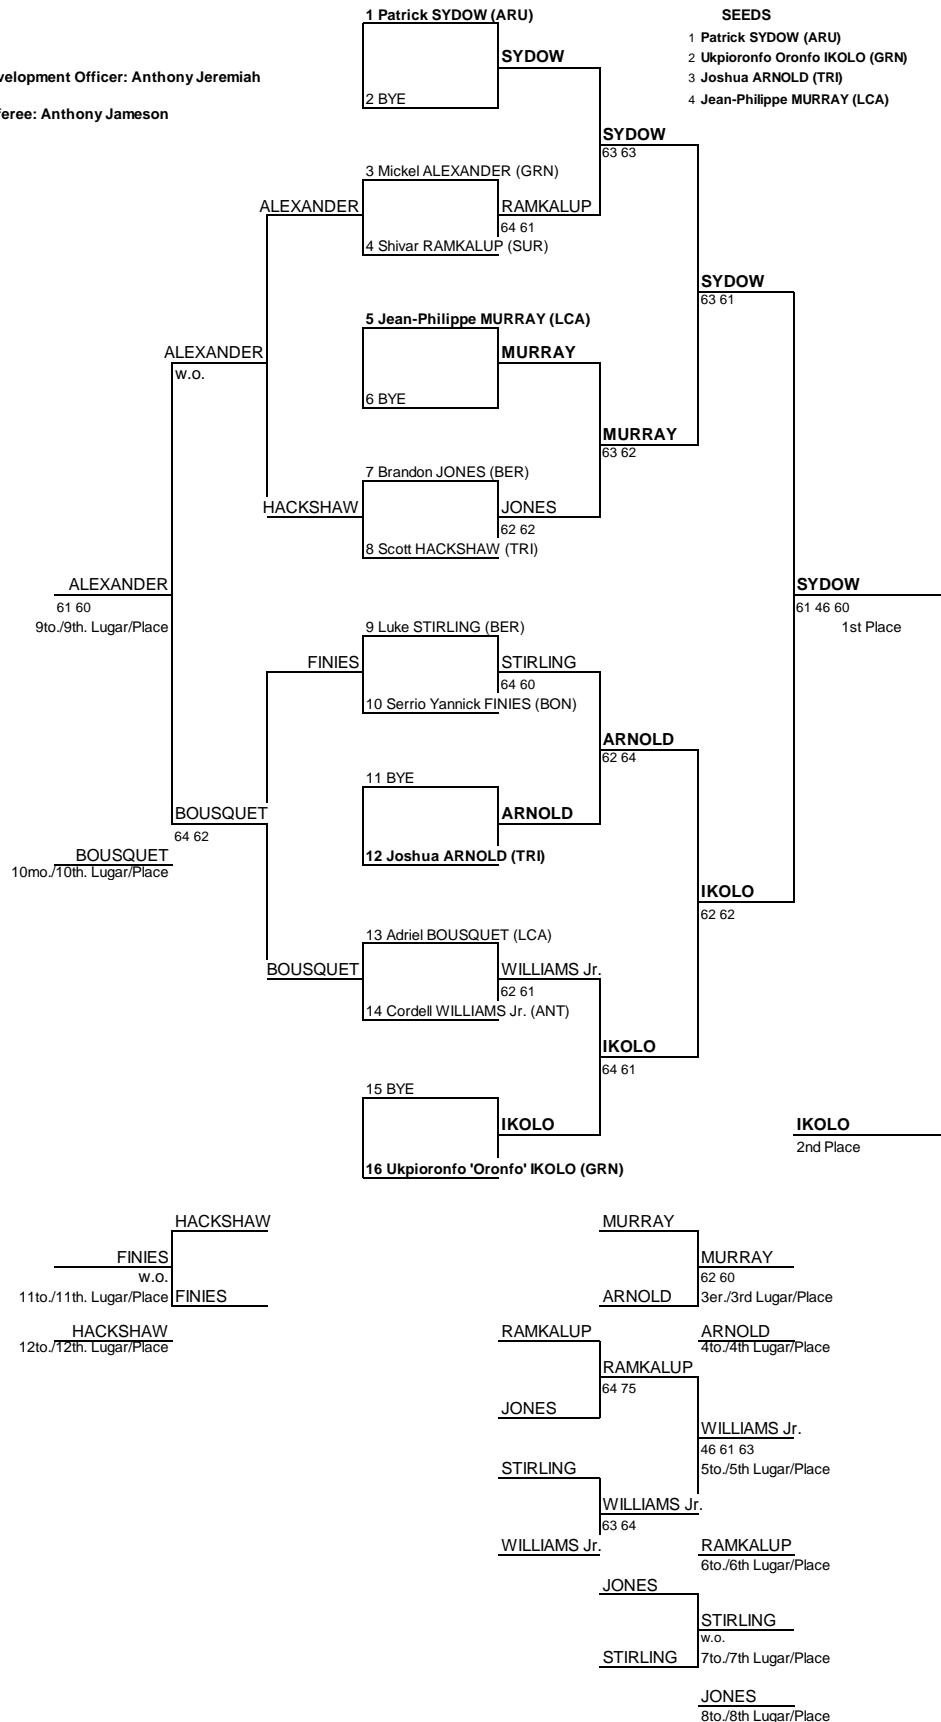 1 Patrick SYDOW (ARU)
SEEDS
1 Patrick SYDOW (ARU)
2 Ukpioronfo Oronfo IKOLO (GRN)
3 Joshua ARNOLD (TRI)
4 Jean-Philippe MURRAY (LCA)
velopment Officer: Anthony Jeremiah
feree: Anthony Jameson
SYDOW
2 BYE
SYDOW
63 63
3 Mickel ALEXANDER (GRN)
ALEXANDER
RAMKALUP
64 61
4 Shivar RAMKALUP (SUR)
SYDOW
63 61
5 Jean-Philippe MURRAY (LCA)
ALEXANDER
w.o.
MURRAY
6 BYE
MURRAY
63 62
7 Brandon JONES (BER)
HACKSHAW
JONES
62 62
8 Scott HACKSHAW (TRI)
ALEXANDER
61 60
9to./9th. Lugar/Place
SYDOW
61 46 60
1st Place
9 Luke STIRLING (BER)
FINIES
STIRLING
64 60
10 Serrio Yannick FINIES (BON)
ARNOLD
62 64
11 BYE
BOUSQUET
64 62
ARNOLD
BOUSQUET
10mo./10th. Lugar/Place
12 Joshua ARNOLD (TRI)
IKOLO
62 62
13 Adriel BOUSQUET (LCA)
BOUSQUET
WILLIAMS Jr.
62 61
14 Cordell WILLIAMS Jr. (ANT)
IKOLO
64 61
15 BYE
IKOLO
IKOLO
2nd Place
16 Ukpioronfo 'Oronfo' IKOLO (GRN)
HACKSHAW
MURRAY
FINIES
w.o.
MURRAY
62 60
11to./11th. Lugar/Place
FINIES
ARNOLD
3er./3rd Lugar/Place
HACKSHAW
12to./12th. Lugar/Place
RAMKALUP
ARNOLD
4to./4th Lugar/Place
RAMKALUP
64 75
JONES
WILLIAMS Jr.
46 61 63
5to./5th Lugar/Place
STIRLING
WILLIAMS Jr.
63 64
WILLIAMS Jr.
RAMKALUP
6to./6th Lugar/Place
JONES
STIRLING
w.o.
STIRLING
7to./7th Lugar/Place
JONES
8to./8th Lugar/Place